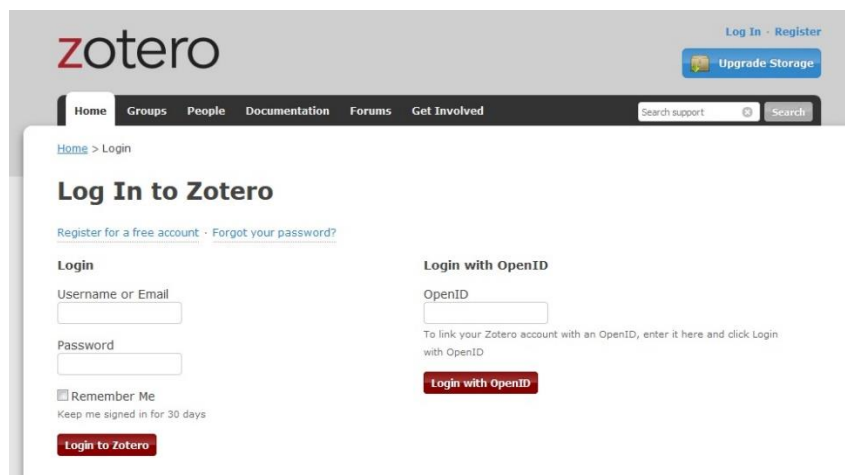 zotero
Log In · Register
Upgrade Storage
Home Groups People Documentation Forums Get Involved
Search support Search
Home > Login
Log In to Zotero
Register for a free account · Forgot your password?
Login
Username or Email
Password
Remember Me
Keep me signed in for 30 days
Login to Zotero
Login with OpenID
OpenID
To link your Zotero account with an OpenID, enter it here and click Login
with OpenID
Login with OpenID